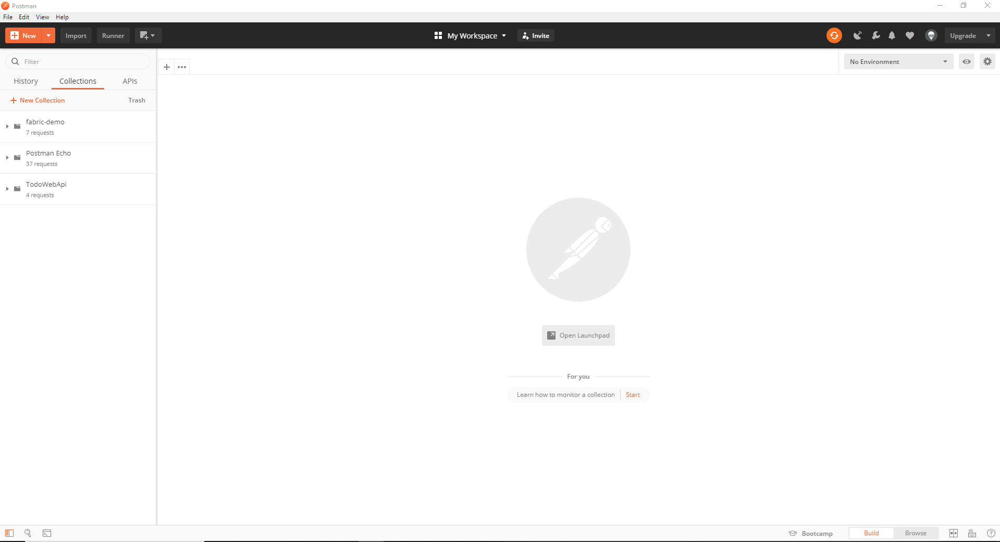 Postman
File Edit View Help
New Import Runner My Workspace Invite Upgrade
Filter
No Environment
History Collections APIs
New Collection Trash
fabric-demo
7 requests
Postman Echo
37 requests
TodoWebApi
4 requests
Open Launchpad
For you
Learn how to monitor a collection Start
Bootcamp Build Browse